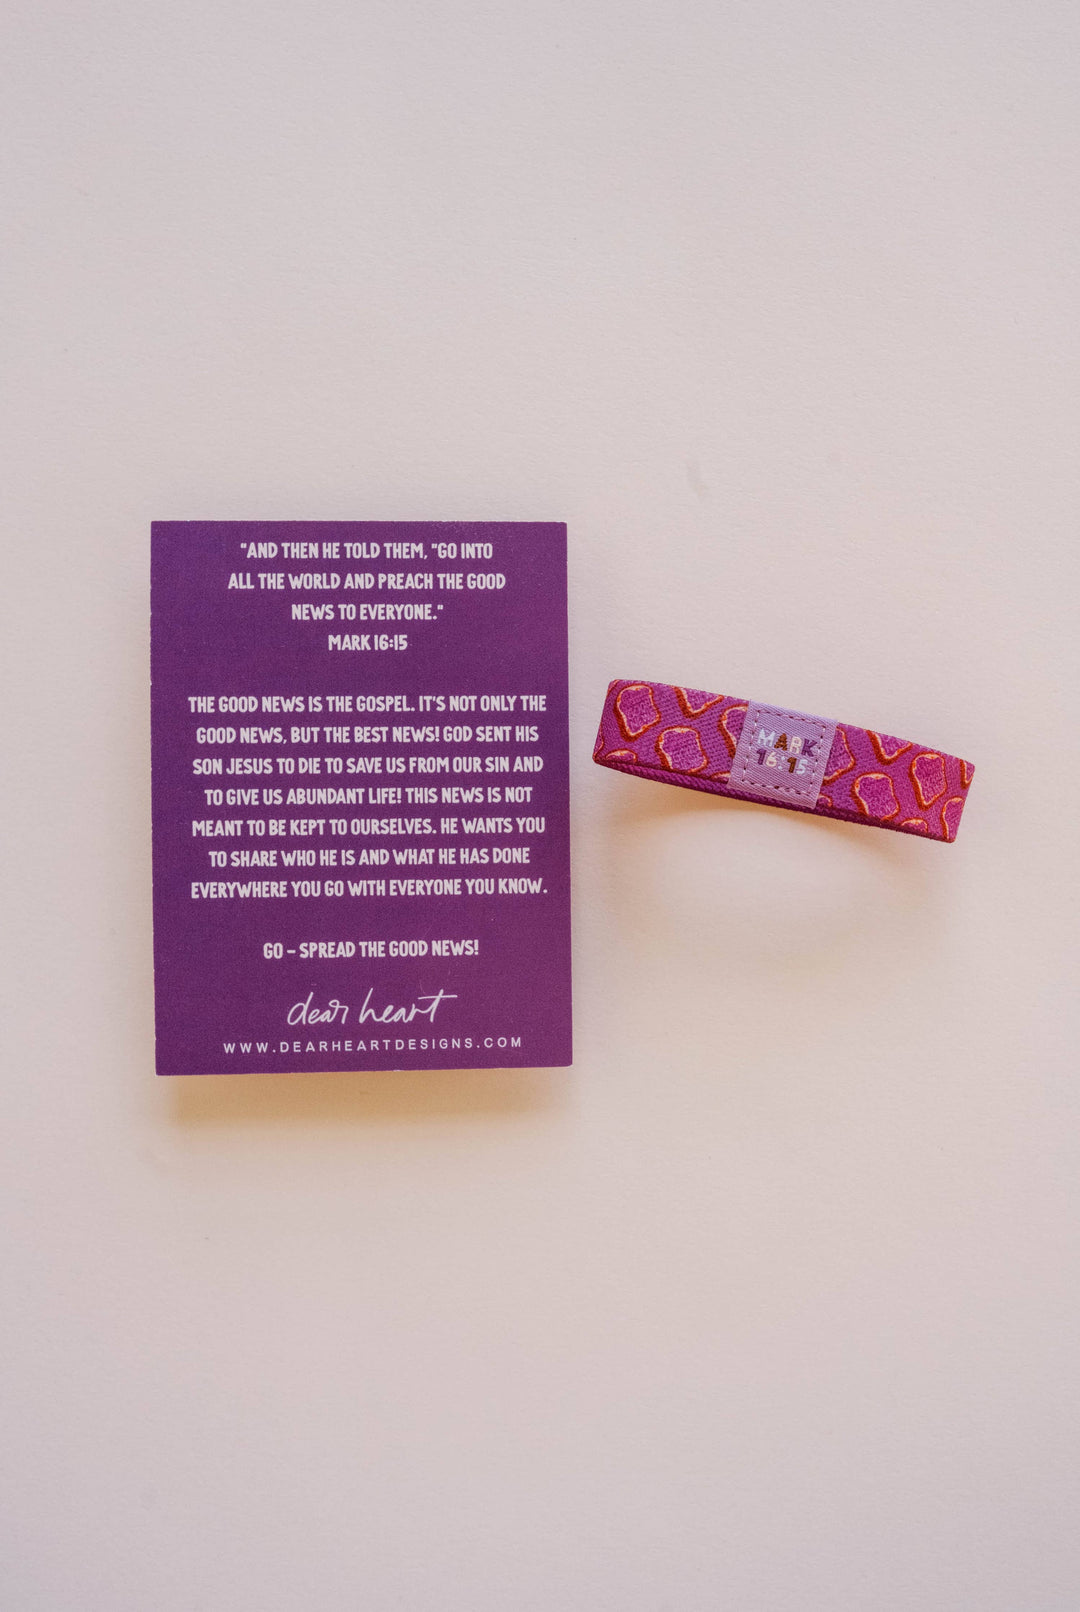 "AND THEN HE TOLD THEM, "GO INTO
ALL THE WORLD AND PREACH THE GOOD
NEWS TO EVERYONE."
MARK 16:15
THE GOOD NEWS IS THE GOSPEL. IT'S NOT ONLY THE
GOOD NEWS, BUT THE BEST NEWS! GOD SENT HIS
SON JESUS TO DIE TO SAVE US FROM OUR SIN AND
TO GIVE US ABUNDANT LIFE! THIS NEWS IS NOT
MEANT TO BE KEPT TO OURSELVES. HE WANTS YOU
TO SHARE WHO HE IS AND WHAT HE HAS DONE
EVERYWHERE YOU GO WITH EVERYONE YOU KNOW.
GO – SPREAD THE GOOD NEWS!
dear heart
WWW.DEARHEARTDESIGNS.COM
MARK
16:15